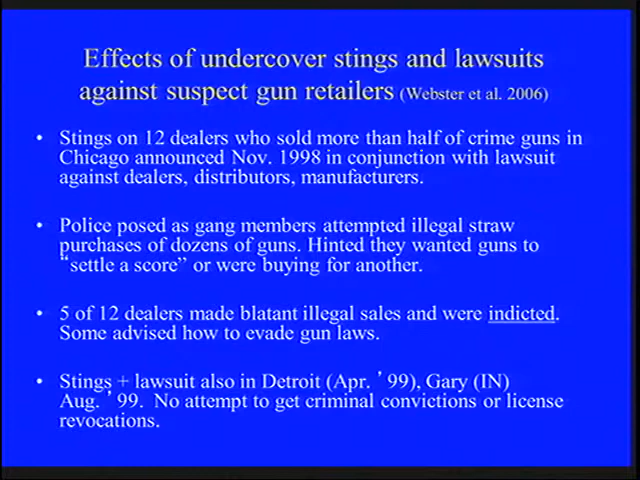 Effects of undercover stings and lawsuits
against suspect gun retailers (Webster et al. 2006)
• Stings on 12 dealers who sold more than half of crime guns in
Chicago announced Nov. 1998 in conjunction with lawsuit
against dealers, distributors, manufacturers.
• Police posed as gang members attempted illegal straw
purchases of dozens of guns. Hinted they wanted guns to
“settle a score” or were buying for another.
• 5 of 12 dealers made blatant illegal sales and were indicted.
Some advised how to evade gun laws.
• Stings + lawsuit also in Detroit (Apr. ’99), Gary (IN)
Aug. ’99. No attempt to get criminal convictions or license
revocations.